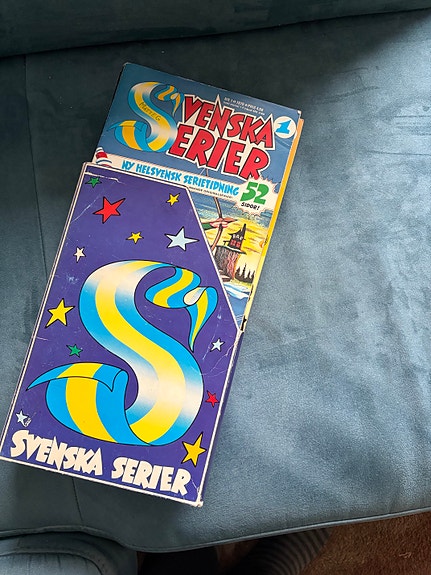 SVENSKA
SERIER
1
NY HELSVENSK SERIETIDNING
52
SIDOR!
SVENSKA SERIER